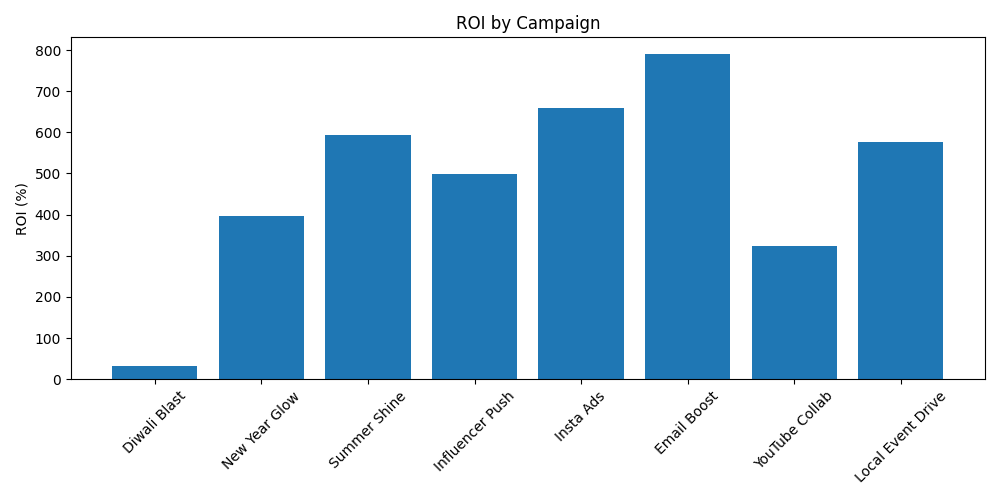 ROI by Campaign
ROI (%)
800
700
600
500
400
300
200
100
0
Diwali Blast
New Year Glow
Summer Shine
Influencer Push
Insta Ads
Email Boost
YouTube Collab
Local Event Drive